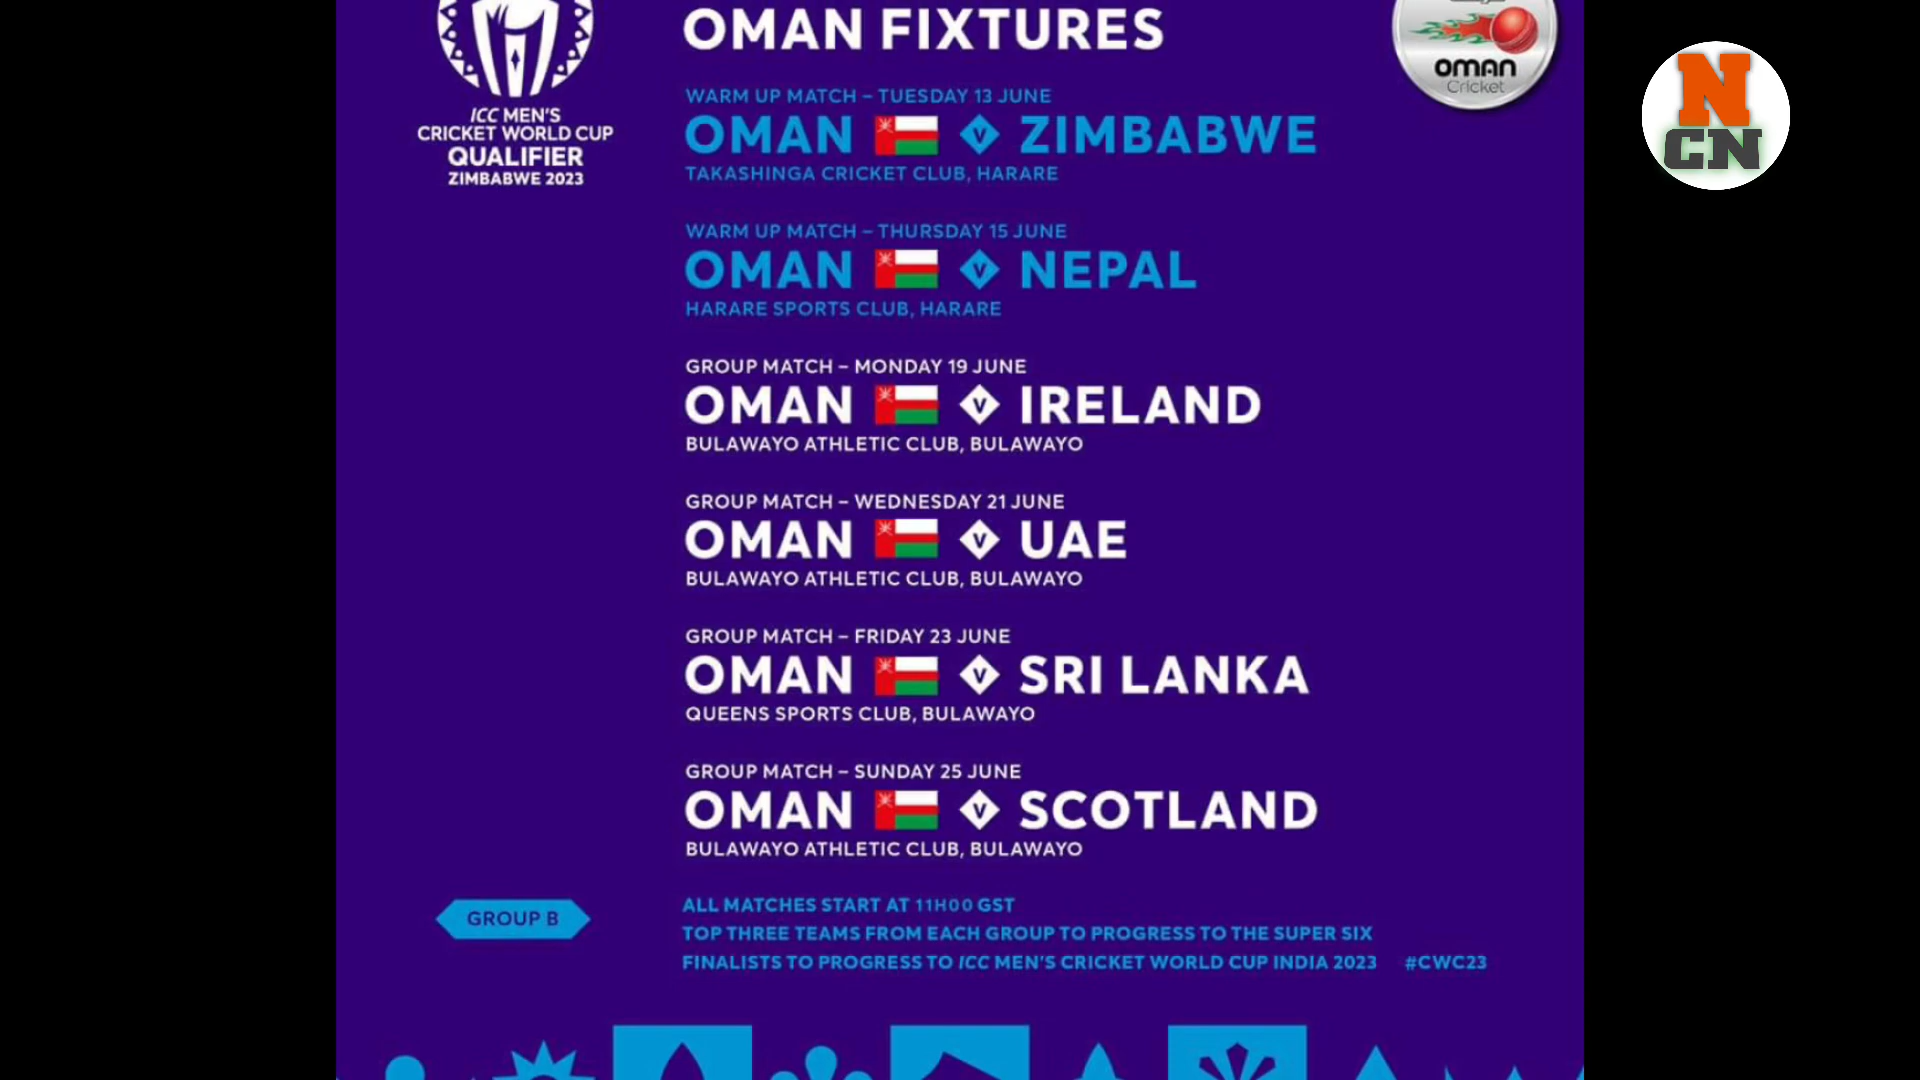 OMAN FIXTURES
ICC MEN'S
CRICKET WORLD CUP
QUALIFIER
ZIMBABWE 2023
OMAN
Cricket
N
CN
WARM UP MATCH – TUESDAY 13 JUNE
OMAN V ZIMBABWE
TAKASHINGA CRICKET CLUB, HARARE
WARM UP MATCH – THURSDAY 15 JUNE
OMAN V NEPAL
HARARE SPORTS CLUB, HARARE
GROUP MATCH – MONDAY 19 JUNE
OMAN V IRELAND
BULAWAYO ATHLETIC CLUB, BULAWAYO
GROUP MATCH – WEDNESDAY 21 JUNE
OMAN V UAE
BULAWAYO ATHLETIC CLUB, BULAWAYO
GROUP MATCH – FRIDAY 23 JUNE
OMAN V SRI LANKA
QUEENS SPORTS CLUB, BULAWAYO
GROUP MATCH – SUNDAY 25 JUNE
OMAN V SCOTLAND
BULAWAYO ATHLETIC CLUB, BULAWAYO
GROUP B
ALL MATCHES START AT 11H00 GST
TOP THREE TEAMS FROM EACH GROUP TO PROGRESS TO THE SUPER SIX
FINALISTS TO PROGRESS TO ICC MEN'S CRICKET WORLD CUP INDIA 2023 #CWC23